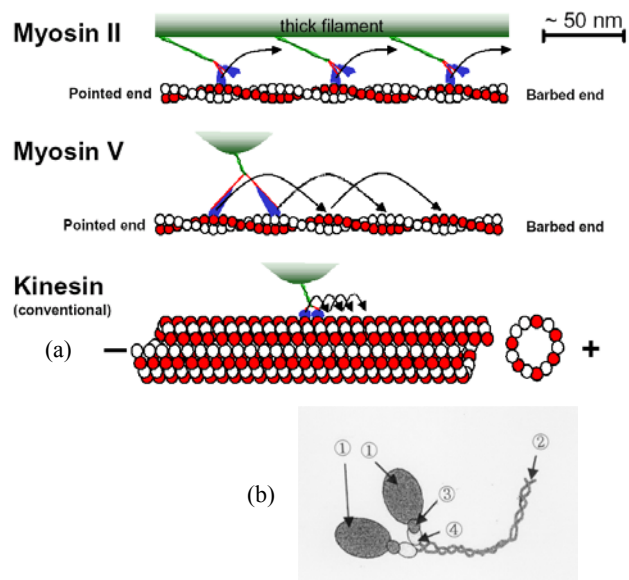 Myosin II
thick filament
~ 50 nm
Pointed end
Barbed end
Myosin V
Pointed end
Barbed end
Kinesin
(conventional)
(a)
−
+
(b)
①
①
②
③
④